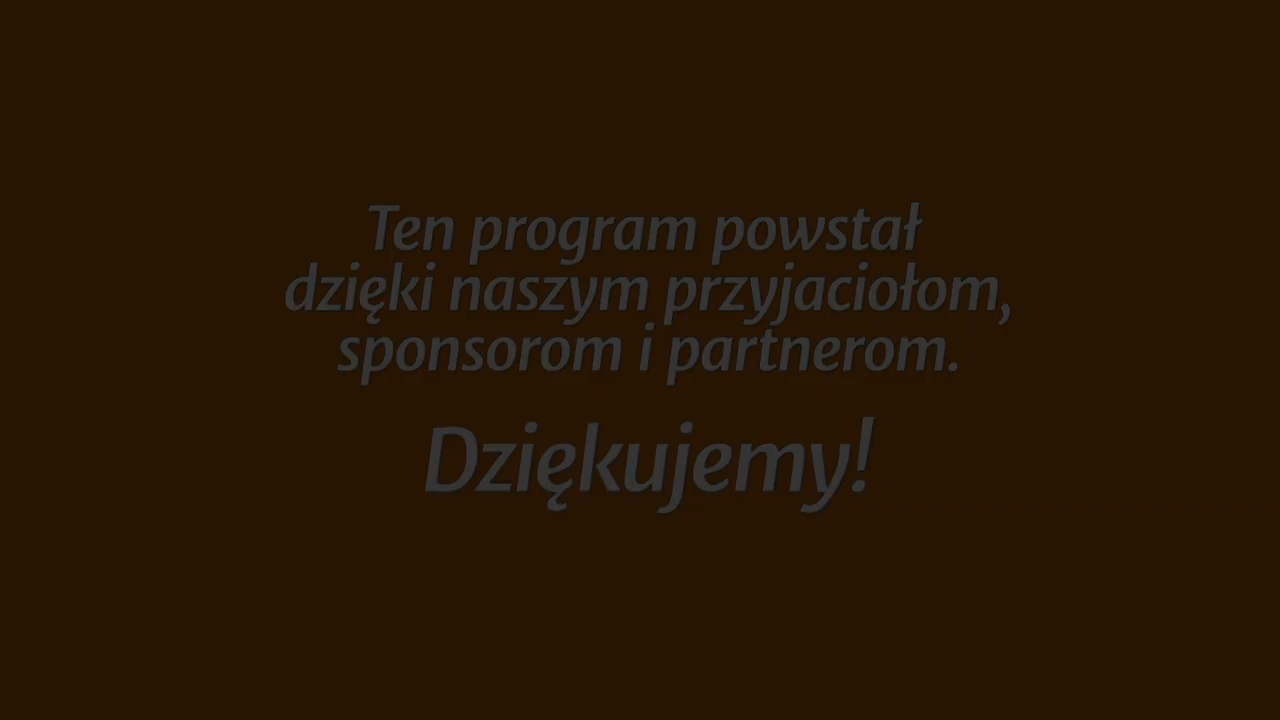 Ten program powstał
dzięki naszym przyjaciołom,
sponsorom i partnerom.
Dziękujemy!